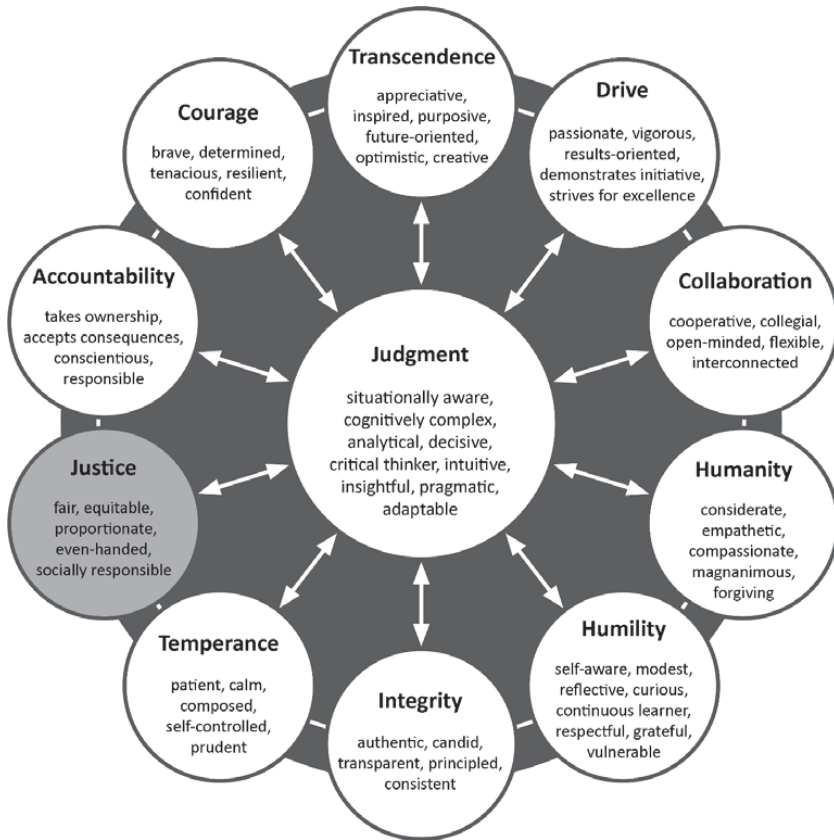 Transcendence
appreciative,
inspired, purposive,
future-oriented,
optimistic, creative
Drive
passionate, vigorous,
results-oriented,
demonstrates initiative,
strives for excellence
Collaboration
cooperative, collegial,
open-minded, flexible,
interconnected
Humanity
considerate,
empathetic,
compassionate,
magnanimous,
forgiving
Humility
self-aware, modest,
reflective, curious,
continuous learner,
respectful, grateful,
vulnerable
Integrity
authentic, candid,
transparent, principled,
consistent
Temperance
patient, calm,
composed,
self-controlled,
prudent
Justice
fair, equitable,
proportionate,
even-handed,
socially responsible
Accountability
takes ownership,
accepts consequences,
conscientious,
responsible
Courage
brave, determined,
tenacious, resilient,
confident
Judgment
situationally aware,
cognitively complex,
analytical, decisive,
critical thinker, intuitive,
insightful, pragmatic,
adaptable